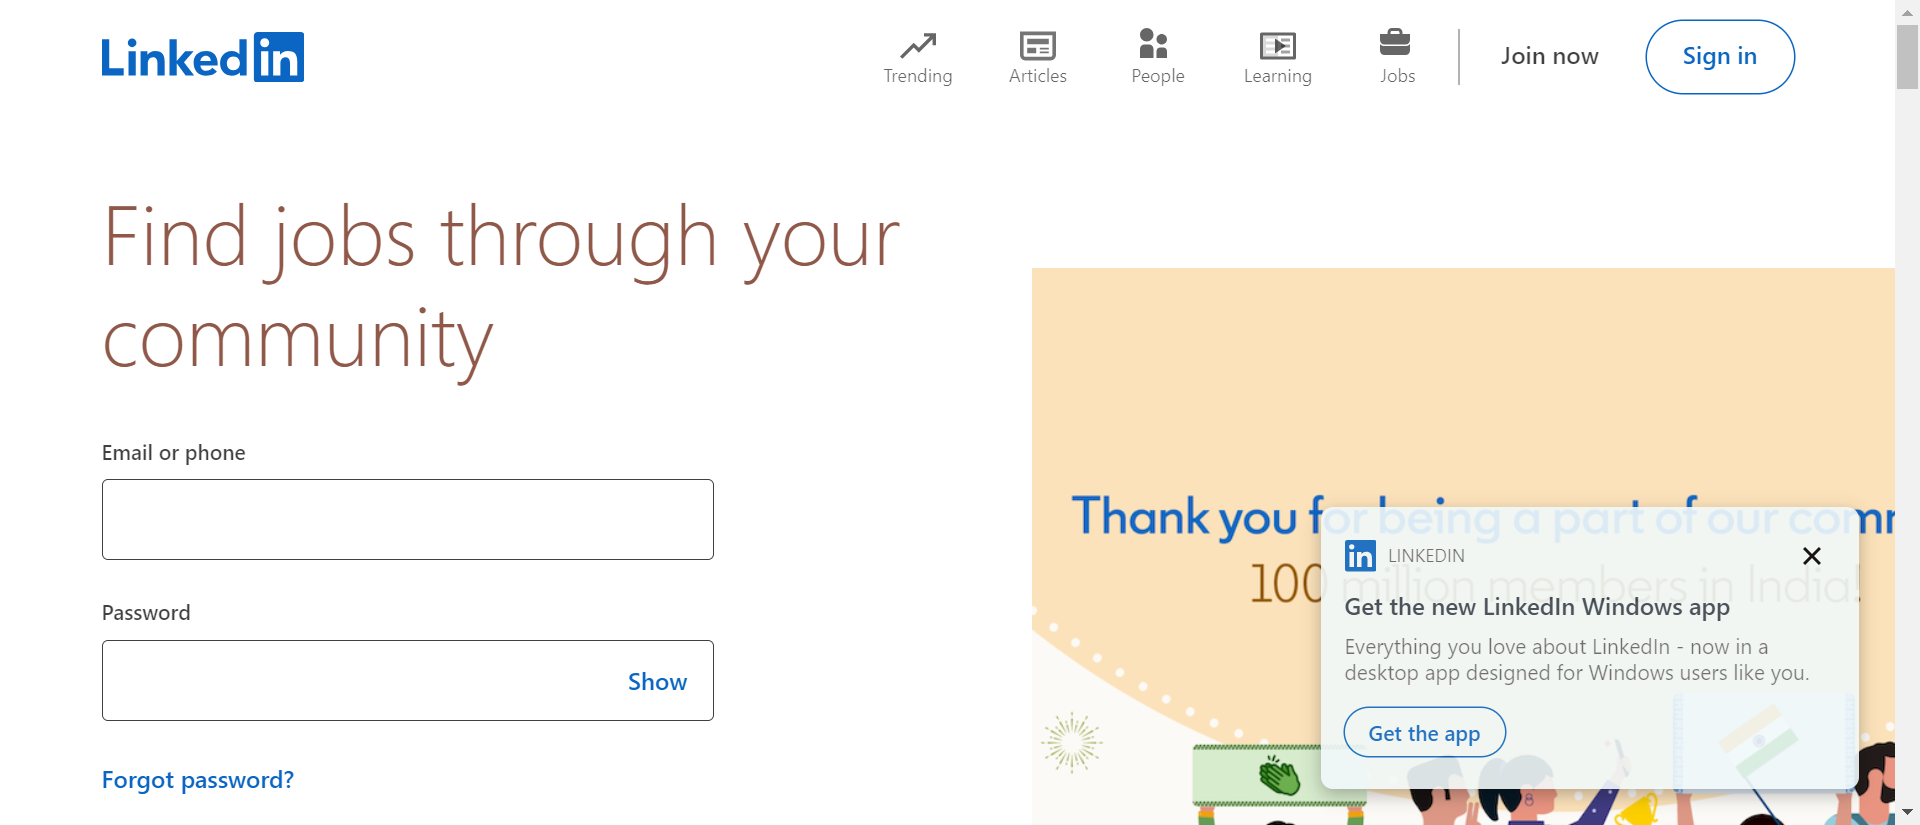 Linked in
Trending
Articles
People
Learning
Jobs
Join now
Sign in
Find jobs through your
community
Email or phone
Password
Show
Forgot password?
Thank you for being a part of our comm
100 million members in India!
in LINKEDIN
Get the new LinkedIn Windows app
Everything you love about LinkedIn - now in a
desktop app designed for Windows users like you.
Get the app